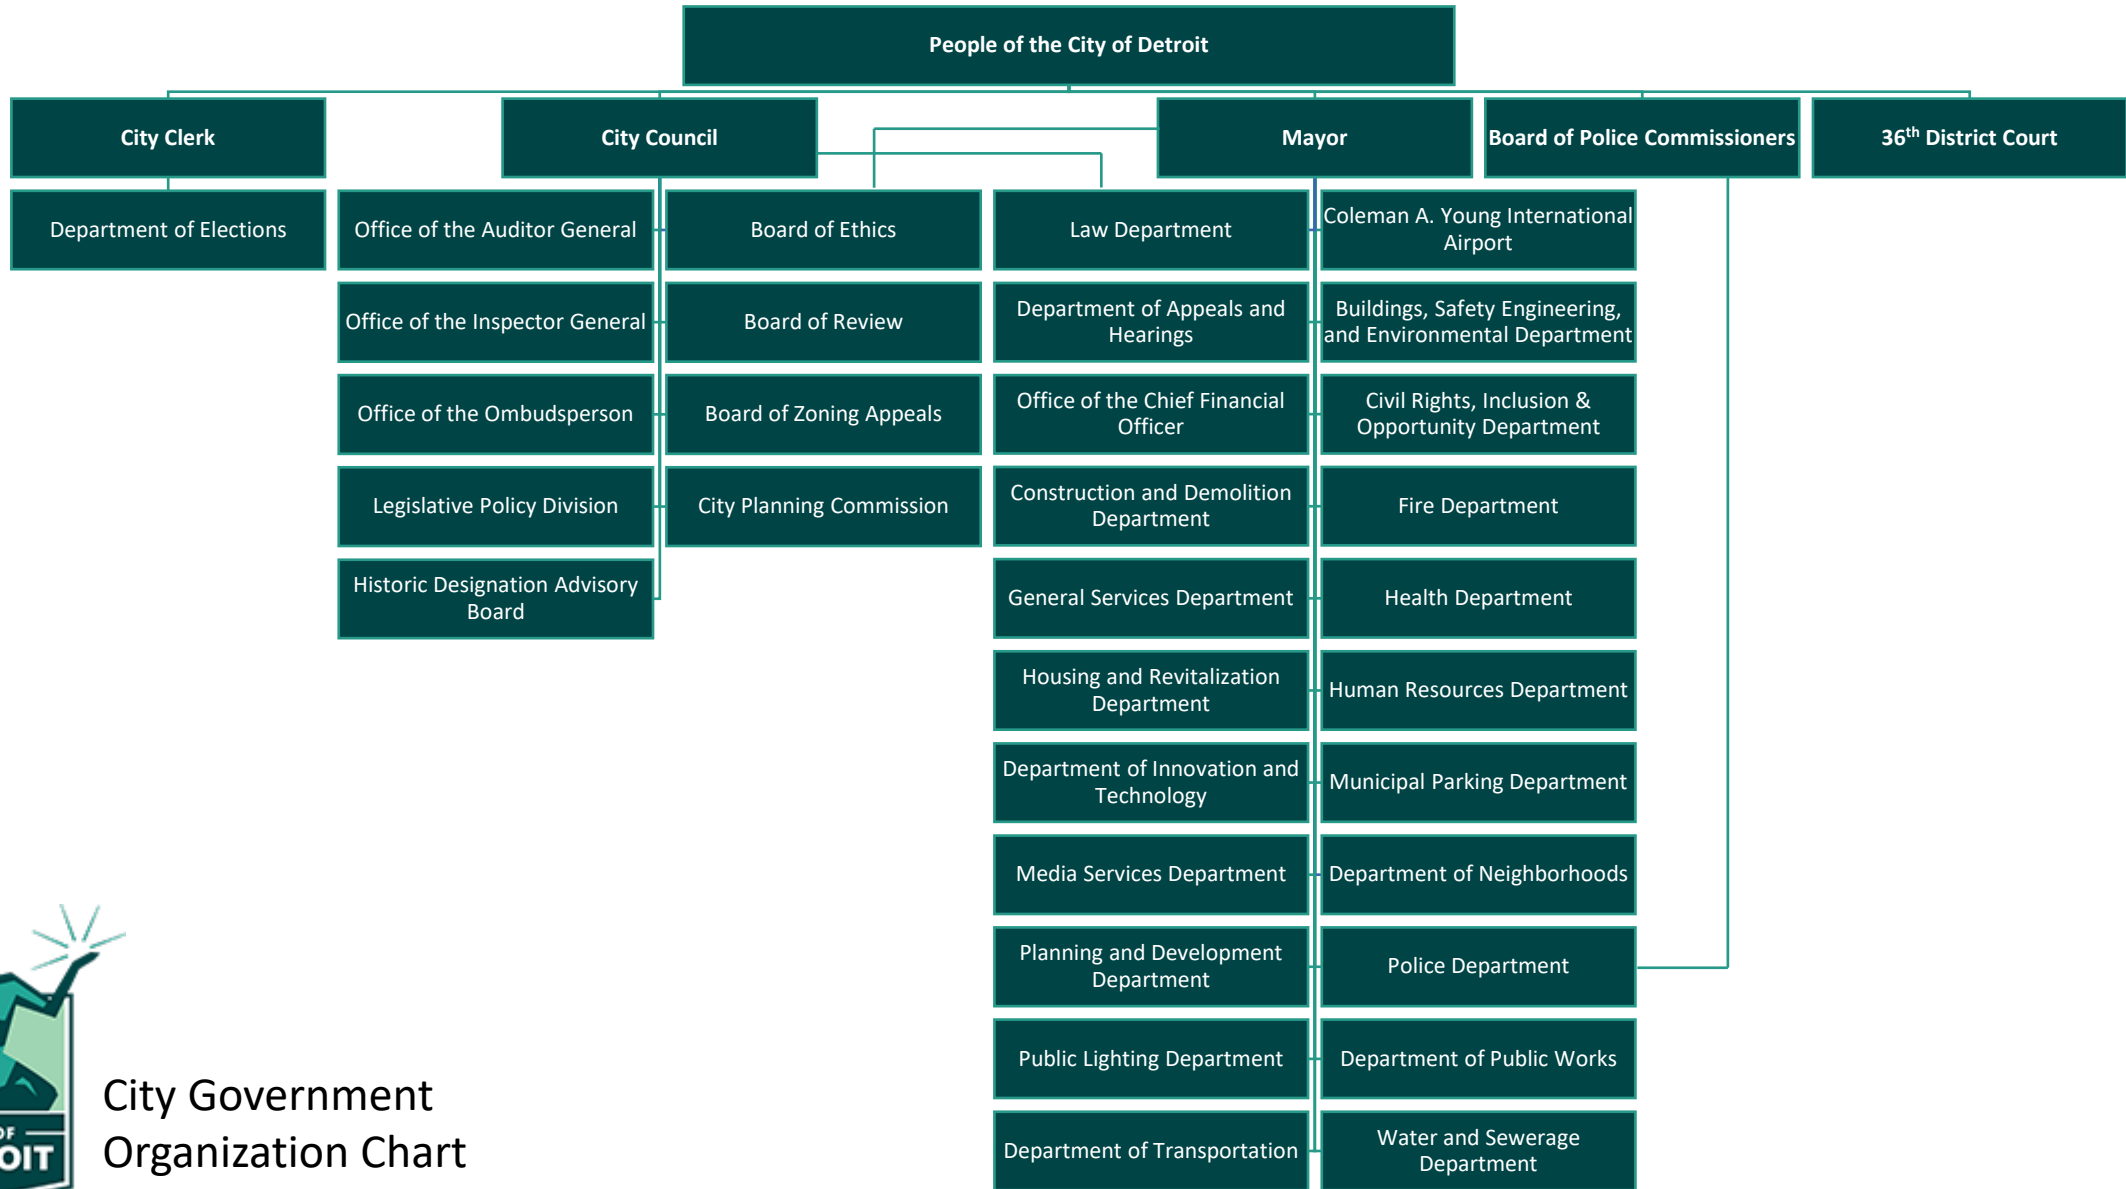 People of the City of Detroit
City Clerk
City Council
Mayor
Board of Police Commissioners
36th District Court
Department of Elections
Office of the Auditor General
Board of Ethics
Law Department
Coleman A. Young International
Airport
Office of the Inspector General
Board of Review
Department of Appeals and
Hearings
Buildings, Safety Engineering,
and Environmental Department
Office of the Ombudsperson
Board of Zoning Appeals
Office of the Chief Financial
Officer
Civil Rights, Inclusion &
Opportunity Department
Legislative Policy Division
City Planning Commission
Construction and Demolition
Department
Fire Department
Historic Designation Advisory
Board
General Services Department
Health Department
Housing and Revitalization
Department
Human Resources Department
Department of Innovation and
Technology
Municipal Parking Department
Media Services Department
Department of Neighborhoods
Planning and Development
Department
Police Department
Public Lighting Department
Department of Public Works
Department of Transportation
Water and Sewerage
Department
OF
OIT
City Government
Organization Chart